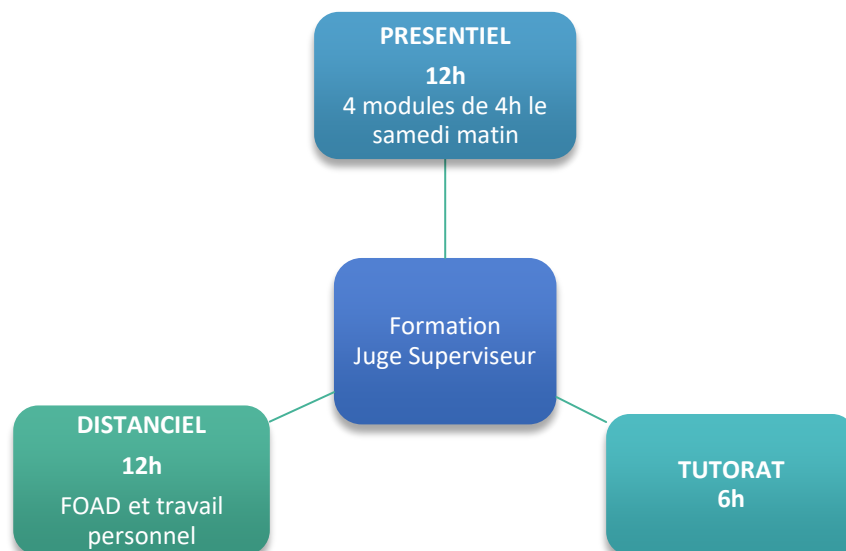 PRESENTIEL
12h
4 modules de 4h le
samedi matin
Formation
Juge Superviseur
DISTANCIEL
12h
FOAD et travail
personnel
TUTORAT
6h